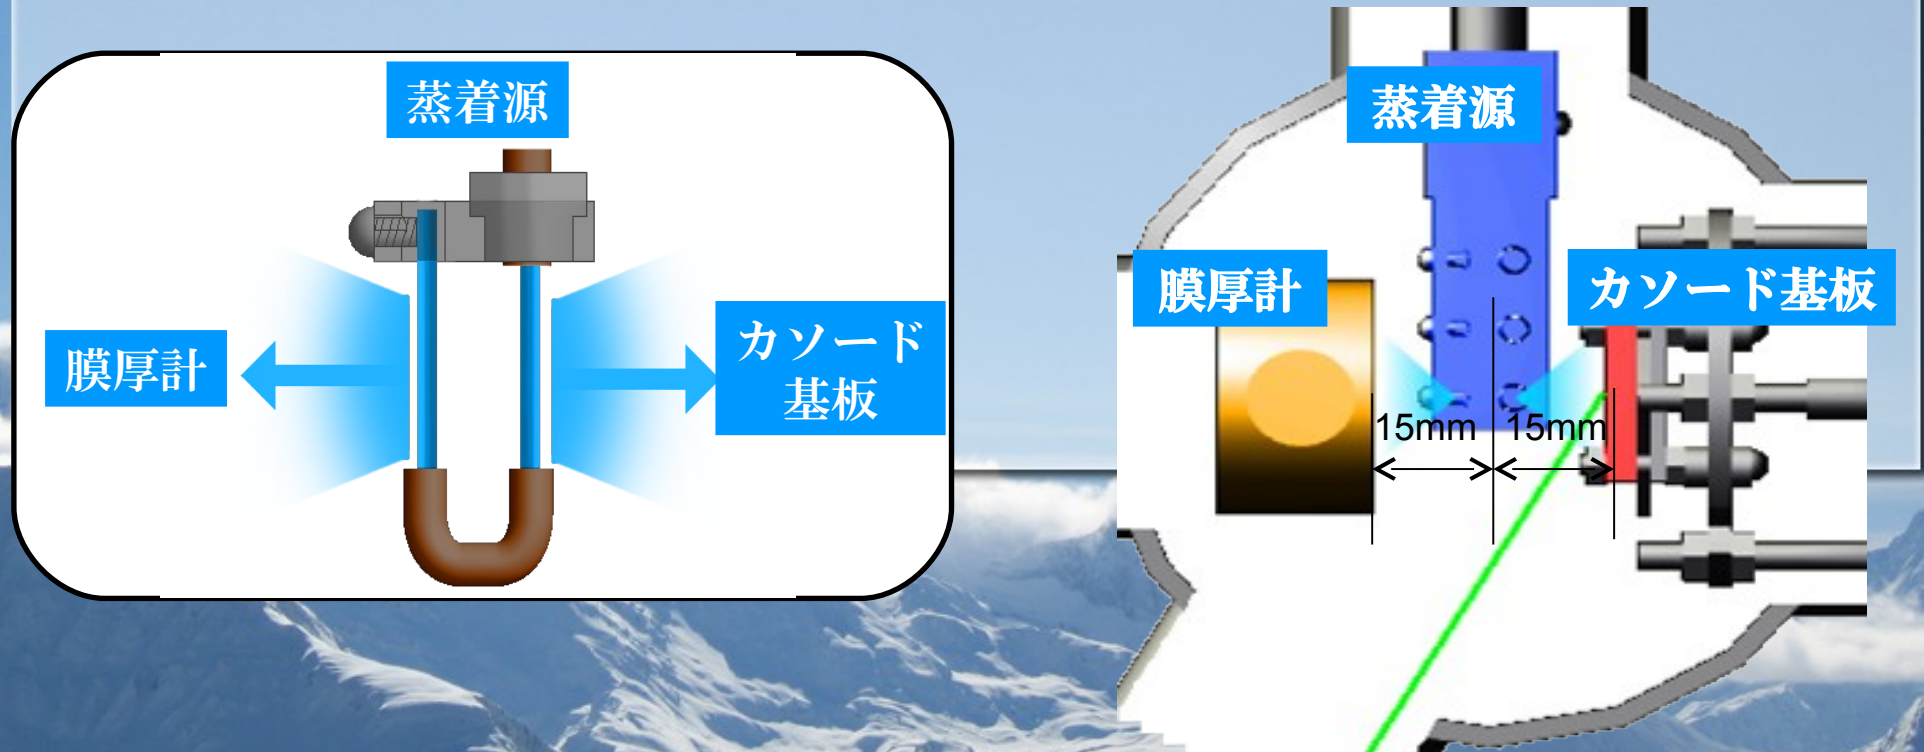 蒸着源
膜厚計
カソード
基板
蒸着源
膜厚計
カソード基板
15mm
15mm